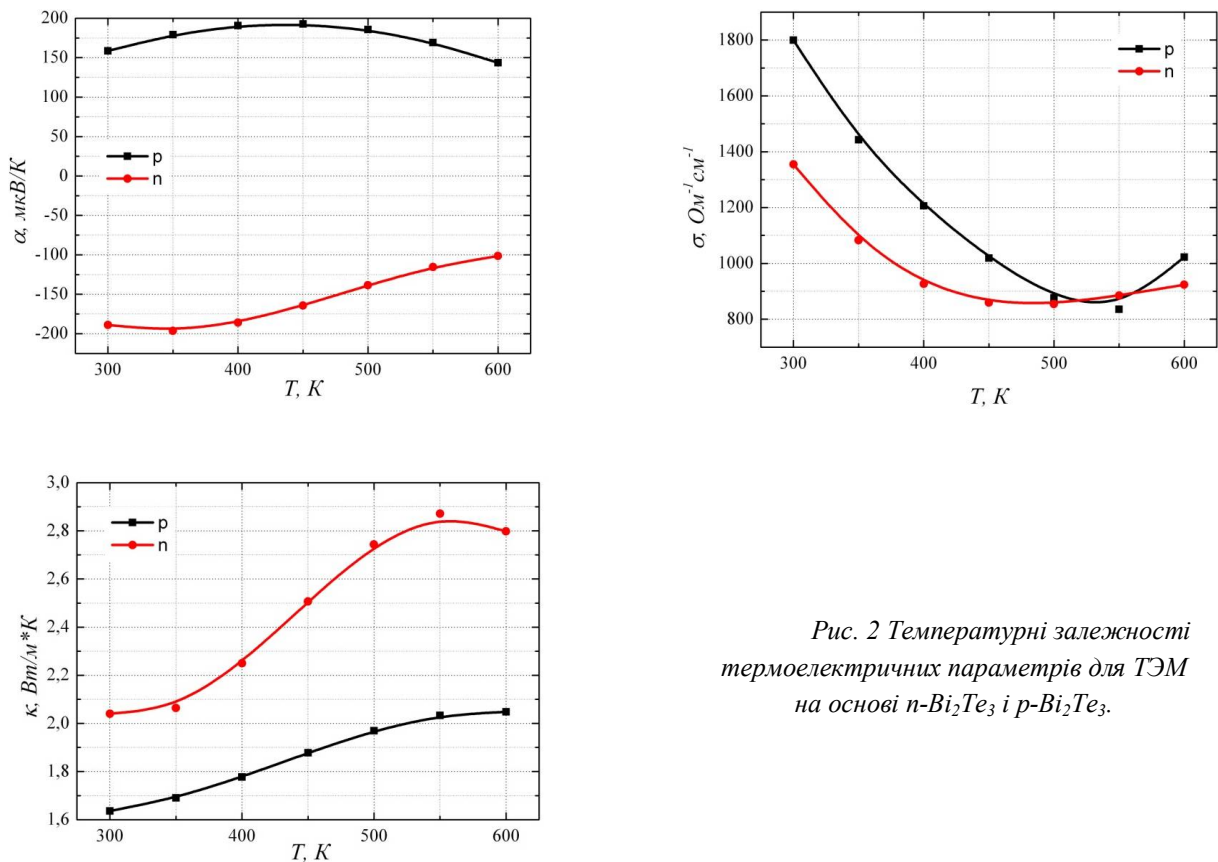 200
150
100
50
0
-50
-100
-150
-200
α, мкВ/К
p
n
300
400
500
600
T, К
1800
1600
1400
1200
1000
800
σ, Ом⁻¹см⁻¹
p
n
300
400
500
600
T, К
3,0
2,8
2,6
2,4
2,2
2,0
1,8
1,6
κ, Вт/м*К
p
n
300
400
500
600
T, К
Рис. 2 Температурні залежності
термоелектричних параметрів для ТЭМ
на основі n-Bi₂Te₃ і p-Bi₂Te₃.